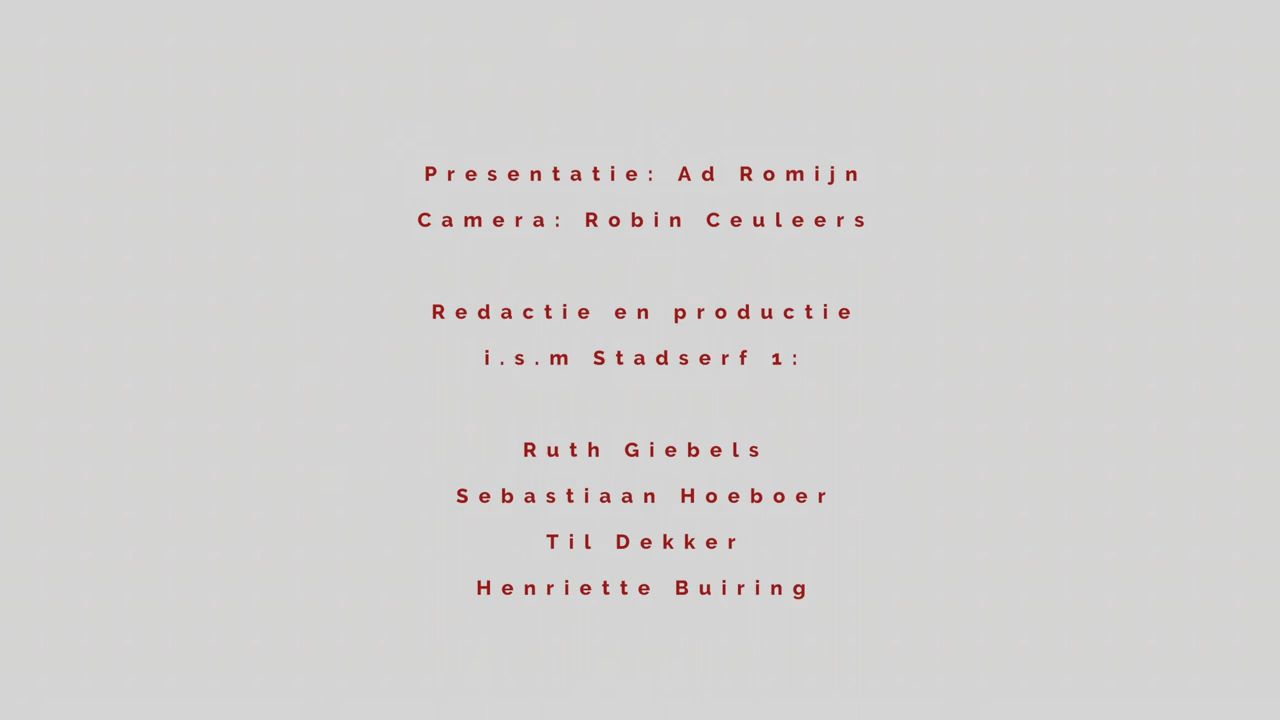 Presentatie: Ad Romijn
Camera: Robin Ceuleers
Redactie en productie
i.s.m Stadserf 1:
Ruth Giebels
Sebastiaan Hoeboer
Til Dekker
Henriette Buiring